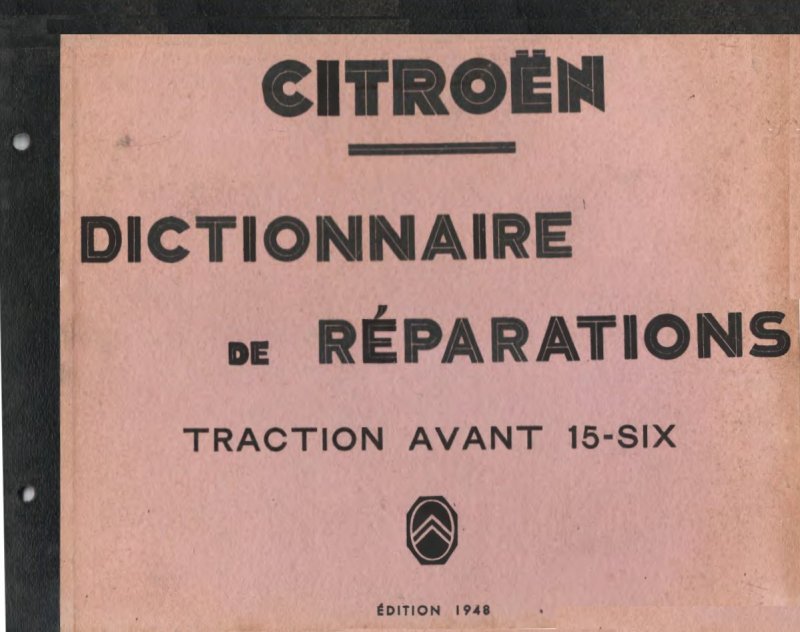 CITROËN
DICTIONNAIRE
DE RÉPARATIONS
TRACTION AVANT 15-SIX
ÉDITION 1948